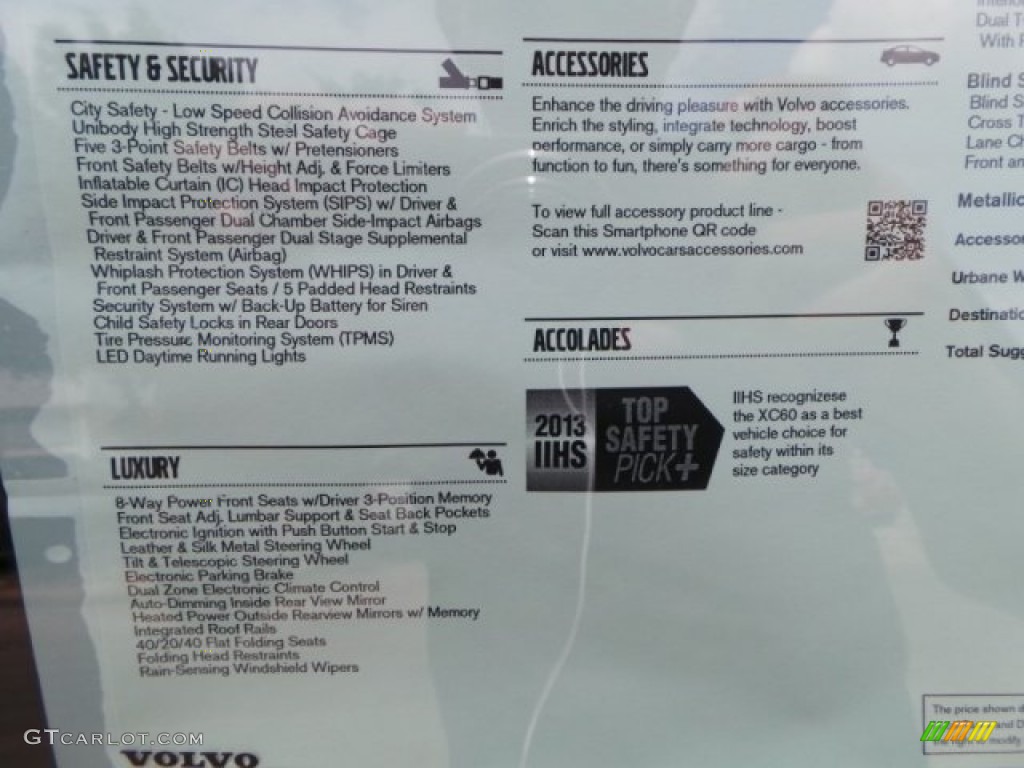 SAFETY & SECURITY
City Safety - Low Speed Collision Avoidance System
Unibody High Strength Steel Safety Cage
Five 3-Point Safety Belts w/ Pretensioners
Front Safety Belts w/Height Adj. & Force Limiters
Inflatable Curtain (IC) Head Impact Protection
Side Impact Protection System (SIPS) w/ Driver &
Front Passenger Dual Chamber Side-Impact Airbags
Driver & Front Passenger Dual Stage Supplemental
Restraint System (Airbag)
Whiplash Protection System (WHIPS) in Driver &
Front Passenger Seats / 5 Padded Head Restraints
Security System w/ Back-Up Battery for Siren
Child Safety Locks in Rear Doors
Tire Pressure Monitoring System (TPMS)
LED Daytime Running Lights
LUXURY
8-Way Power Front Seats w/Driver 3-Position Memory
Front Seat Adj. Lumbar Support & Seat Back Pockets
Electronic Ignition with Push Button Start & Stop
Leather & Silk Metal Steering Wheel
Tilt & Telescopic Steering Wheel
Electronic Parking Brake
Dual Zone Electronic Climate Control
Auto-Dimming Inside Rear View Mirror
Heated Power Outside Rearview Mirrors w/ Memory
Integrated Roof Rails
40/20/40 Flat Folding Seats
Folding Head Restraints
Rain-Sensing Windshield Wipers
GTCARLOT.COM
VOLVO
ACCESSORIES
Enhance the driving pleasure with Volvo accessories.
Enrich the styling, integrate technology, boost
performance, or simply carry more cargo - from
function to fun, there's something for everyone.
To view full accessory product line -
Scan this Smartphone QR code
or visit www.volvocarsaccessories.com
ACCOLADES
2013
IIHS
TOP
SAFETY
PICK+
IIHS recognizese
the XC60 as a best
vehicle choice for
safety within its
size category
Dual T
With
Blind S
Blind S
Cross T
Lane Ch
Front an
Metallic
Accessor
Urbane W
Destinatio
Total Sugg
The price shown d
and D
the right to modify